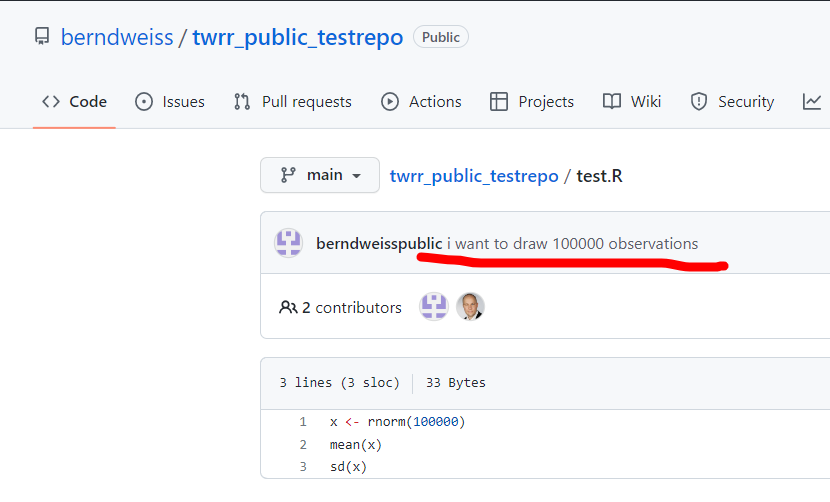 berndweiss / twrr_public_testrepo Public
Code Issues Pull requests Actions Projects Wiki Security
main twrr_public_testrepo / test.R
berndweisspublic i want to draw 100000 observations
2 contributors
3 lines (3 sloc) 33 Bytes
1 x <- rnorm(100000)
2 mean(x)
3 sd(x)